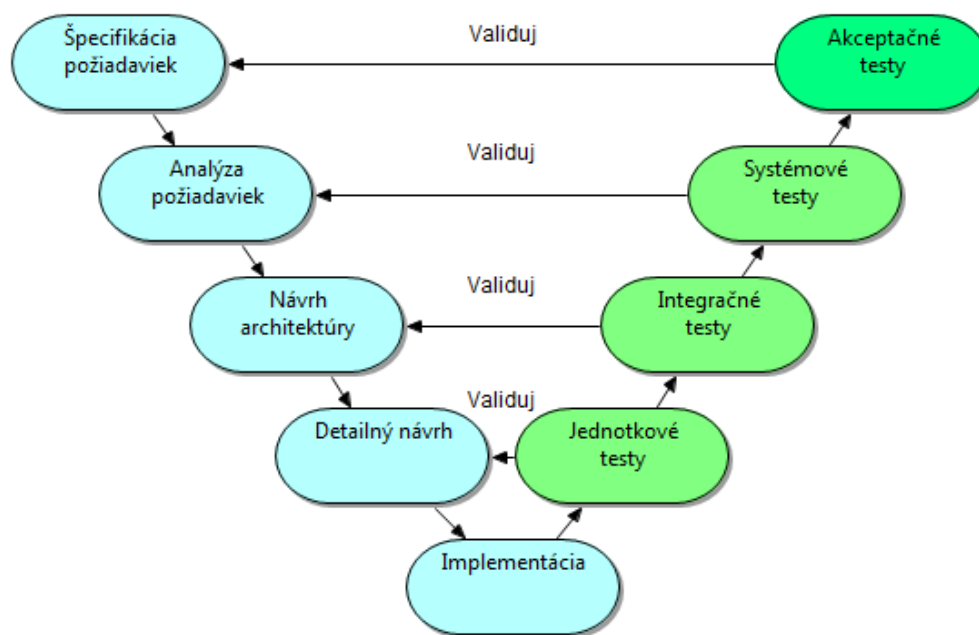 Špecifikácia
požiadaviek
Validuj
Akceptačné
testy
Analýza
požiadaviek
Validuj
Systémové
testy
Návrh
architektúry
Validuj
Integračné
testy
Detailný návrh
Validuj
Jednotkové
testy
Implementácia